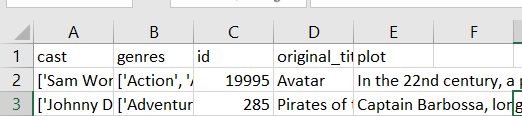 A B C D E F
1 cast genres id original_tit plot
2 ['Sam Wor ['Action', 'A 19995 Avatar In the 22nd century, a p
3 ['Johnny D ['Adventur 285 Pirates of t Captain Barbossa, long